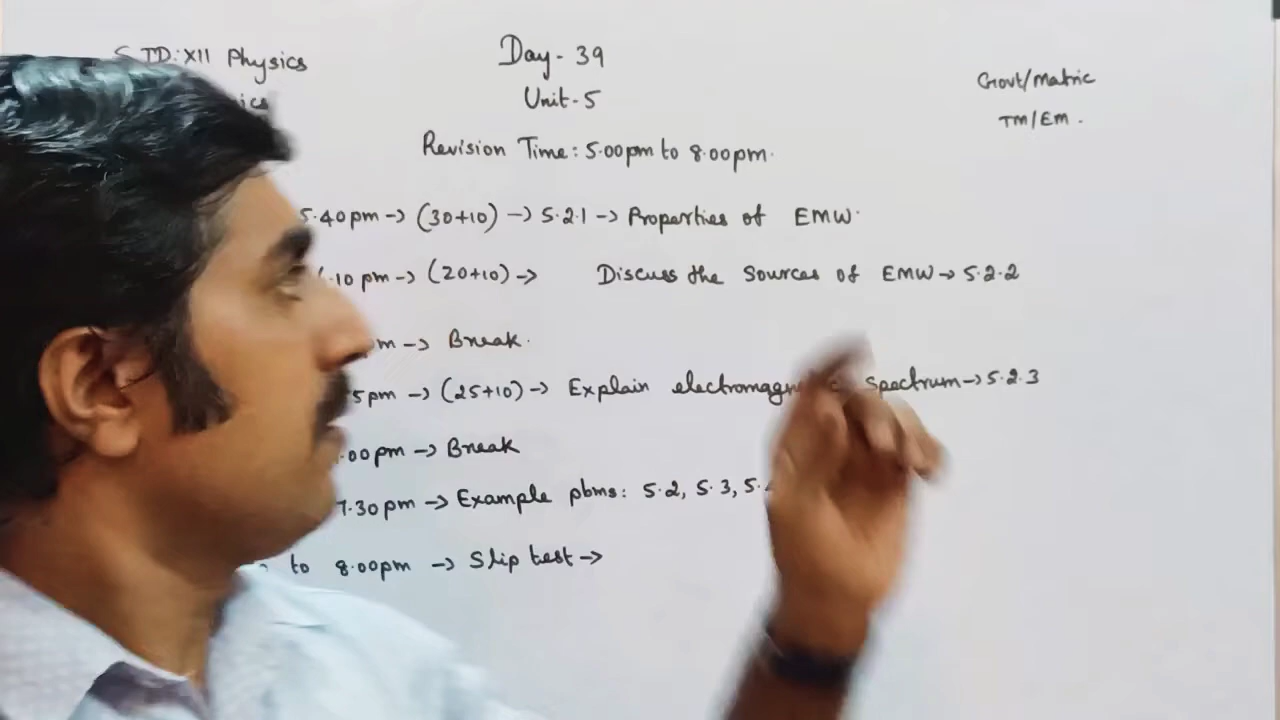 STD: XII Physics
Day - 39
Govt/Matric
Unit - 5
TM/EM.
Revision Time: 5.00pm to 8.00pm.
5.40pm -> (30+10) -> 5.2.1 -> Properties of EMW.
.10 pm -> (20+10) -> Discuss the Sources of EMW -> 5.2.2
m -> Break.
5pm -> (25+10) -> Explain spectrum -> 5.2.3
.00pm -> Break
7.30pm -> Example pbms: 5.2, 5.3,
to 8.00pm -> Slip test ->